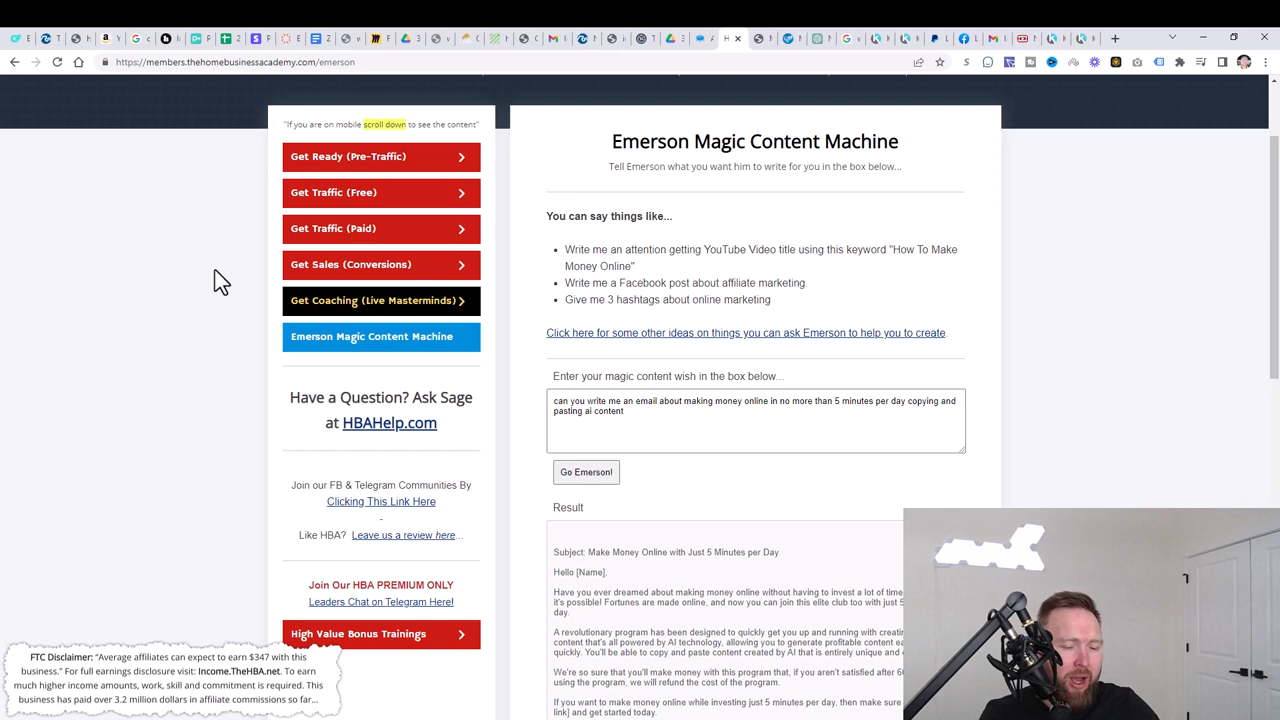 https://members.thehomebusinessacademy.com/emerson
"If you are on mobile scroll down to see the content"
Get Ready (Pre-Traffic)
Get Traffic (Free)
Get Traffic (Paid)
Get Sales (Conversions)
Get Coaching (Live Masterminds)
Emerson Magic Content Machine
Have a Question? Ask Sage
at HBAHelp.com
Join our FB & Telegram Communities By
Clicking This Link Here
-
Like HBA? Leave us a review here...
Join Our HBA PREMIUM ONLY
Leaders Chat on Telegram Here!
High Value Bonus Trainings
FTC Disclaimer: "Average affiliates can expect to earn $347 with this
business." For full earnings disclosure visit: Income.TheHBA.net. To earn
much higher income amounts, work, skill and commitment is required. This
business has paid over 3.2 million dollars in affiliate commissions so far...
Emerson Magic Content Machine
Tell Emerson what you want him to write for you in the box below...
You can say things like...
Write me an attention getting YouTube Video title using this keyword "How To Make
Money Online"
Write me a Facebook post about affiliate marketing.
Give me 3 hashtags about online marketing
Click here for some other ideas on things you can ask Emerson to help you to create.
Enter your magic content wish in the box below...
can you write me an email about making money online in no more than 5 minutes per day copying and
pasting ai content
Go Emerson!
Result
Subject: Make Money Online with Just 5 Minutes per Day
Hello [Name],
Have you ever dreamed about making money online without having to invest a lot of time
it's possible! Fortunes are made online, and now you can join this elite club too with just 5
day.
A revolutionary program has been designed to quickly get you up and running with creatin
content that's all powered by AI technology, allowing you to generate profitable content ea
quickly. You'll be able to copy and paste content created by AI that is entirely unique and
We're so sure that you'll make money with this program that, if you aren't satisfied after 6
using the program, we will refund the cost of the program.
If you want to make money online while investing just 5 minutes per day, then make sure
link] and get started today.